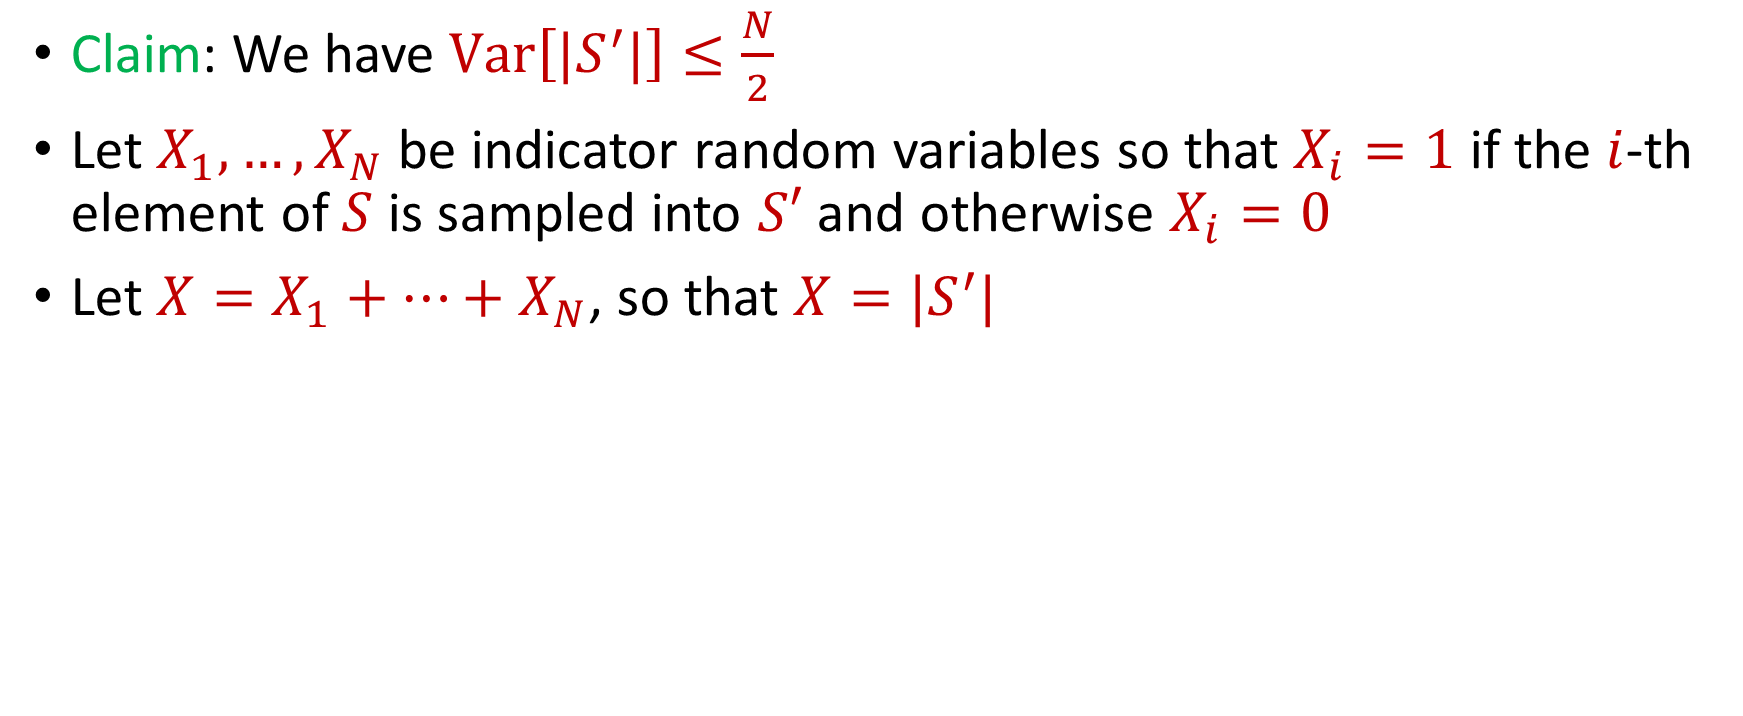 • Claim: We have Var[|S′|] ≤ N/2
• Let X₁, … , X_N be indicator random variables so that Xᵢ = 1 if the i-th
element of S is sampled into S′ and otherwise Xᵢ = 0
• Let X = X₁ + ⋯ + X_N, so that X = |S′|